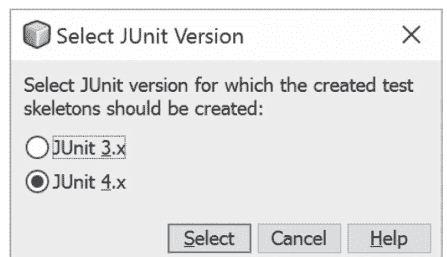 Select JUnit Version
Select JUnit version for which the created test
skeletons should be created:
JUnit 3.x
JUnit 4.x
Select Cancel Help